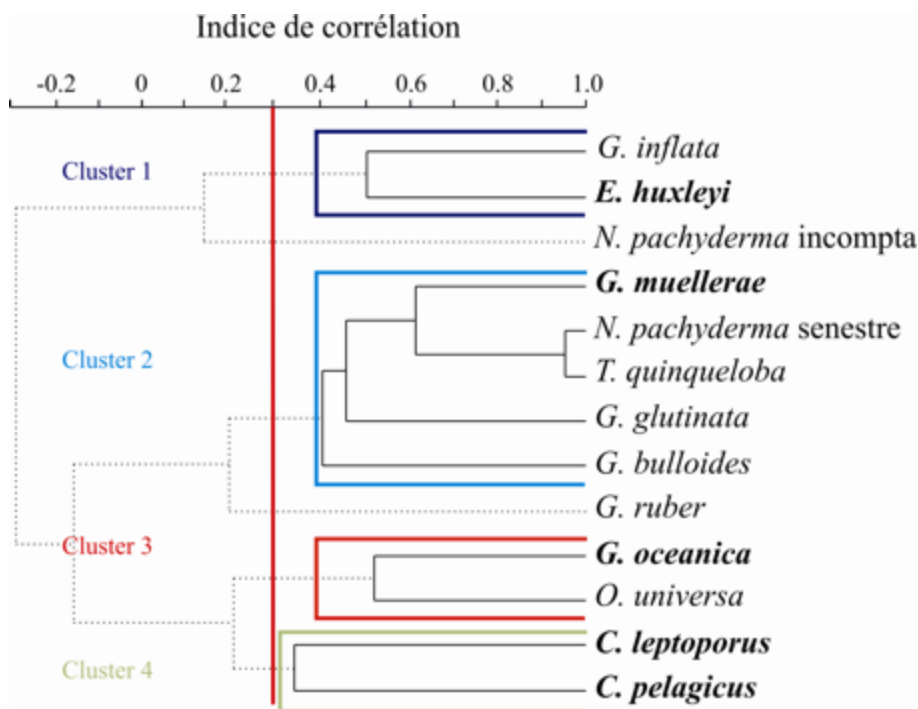 Indice de corrélation
-0.2 0 0.2 0.4 0.6 0.8 1.0
G. inflata
Cluster 1
E. huxleyi
N. pachyderma incompta
G. muellerae
N. pachyderma senestre
Cluster 2
T. quinqueloba
G. glutinata
G. bulloides
G. ruber
Cluster 3
G. oceanica
O. universa
C. leptoporus
Cluster 4
C. pelagicus